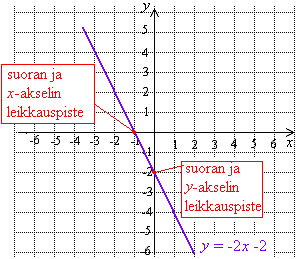 y
5
4
3
2
1
suoran ja
x-akselin
leikkauspiste
-6 -5 -4 -3 -2 -1 1 2 3 4 5 6 x
-1
-2
suoran ja
y-akselin
leikkauspiste
-3
-4
-5
-6
y = -2x -2